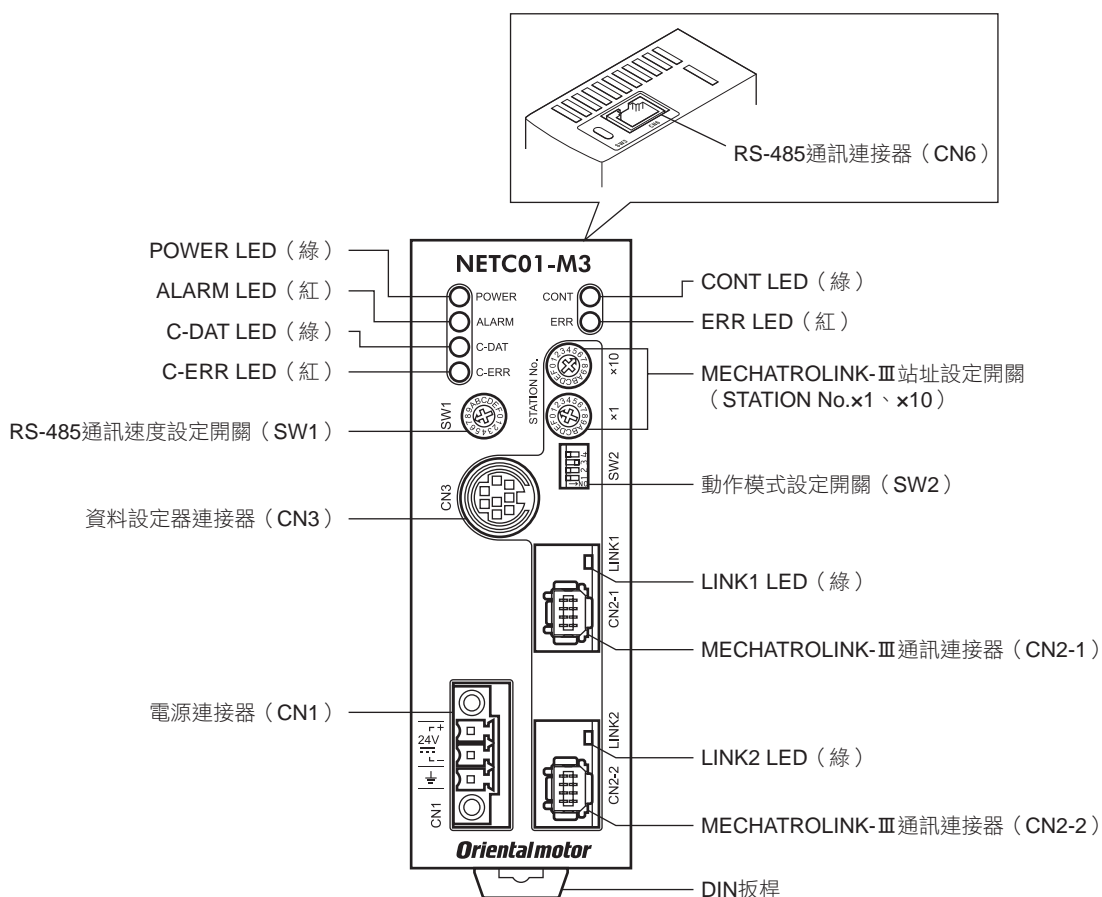 SW3
CN6
RS-485通訊連接器（CN6）
NETC01-M3
POWER LED（綠）
ALARM LED（紅）
C-DAT LED（綠）
C-ERR LED（紅）
RS-485通訊速度設定開關（SW1）
資料設定器連接器（CN3）
電源連接器（CN1）
POWER
ALARM
C-DAT
C-ERR
CONT
ERR
STATION No.
×10
×1
SW1
SW2
CN3
LINK1
CN2-1
LINK2
CN2-2
+
24V
-
CN1
Orientalmotor
CONT LED（綠）
ERR LED（紅）
MECHATROLINK-Ⅲ站址設定開關
（STATION No.×1、×10）
動作模式設定開關（SW2）
LINK1 LED（綠）
MECHATROLINK-Ⅲ通訊連接器（CN2-1）
LINK2 LED（綠）
MECHATROLINK-Ⅲ通訊連接器（CN2-2）
DIN扳桿